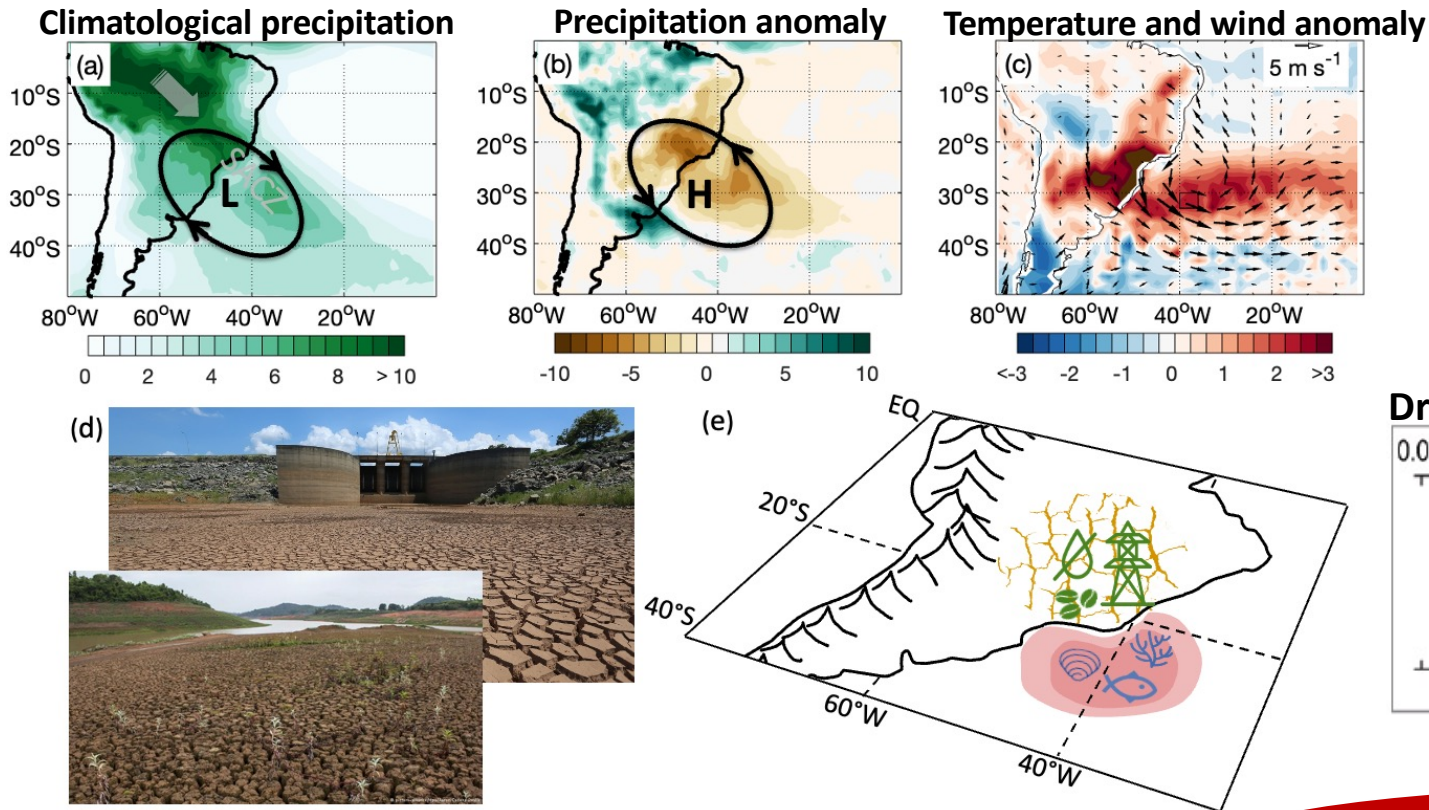 Climatological precipitation
Precipitation anomaly
Temperature and wind anomaly
(a)
SACZ
L
10°S
20°S
30°S
40°S
80°W 60°W 40°W 20°W
0 2 4 6 8 > 10
(b)
H
10°S
20°S
30°S
40°S
80°W 60°W 40°W 20°W
-10 -5 0 5 10
(c)
5 m s⁻¹
10°S
20°S
30°S
40°S
80°W 60°W 40°W 20°W
<-3 -2 -1 0 1 2 >3
(d)
(e)
EQ
20°S
40°S
60°W
40°W
Dr
0.0